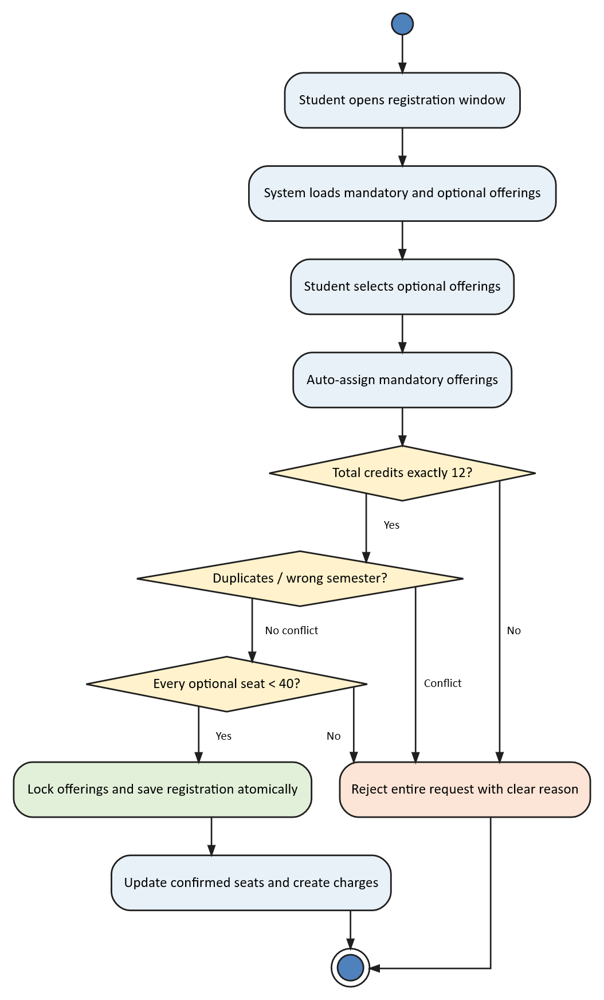 Student opens registration window
System loads mandatory and optional offerings
Student selects optional offerings
Auto-assign mandatory offerings
Total credits exactly 12?
Yes
Duplicates / wrong semester?
No conflict
No
Every optional seat < 40?
Conflict
Yes
No
Lock offerings and save registration atomically
Reject entire request with clear reason
Update confirmed seats and create charges